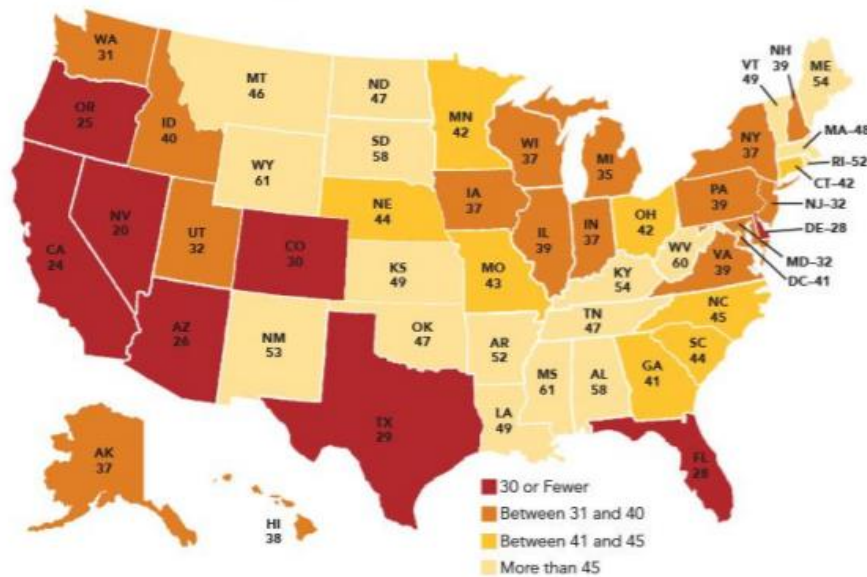 WA
31
OR
25
CA
24
NV
20
ID
40
MT
46
WY
61
UT
32
AZ
26
CO
30
NM
53
ND
47
SD
58
NE
44
KS
49
OK
47
TX
29
MN
42
IA
37
MO
43
AR
52
LA
49
WI
37
IL
39
MI
35
IN
37
OH
42
KY
54
TN
47
MS
61
AL
58
GA
41
FL
28
SC
44
NC
45
VA
39
WV
60
PA
39
NY
37
VT
49
NH
39
ME
54
MA–48
RI–52
CT–42
NJ–32
DE–28
MD–32
DC–41
AK
37
HI
38
30 or Fewer
Between 31 and 40
Between 41 and 45
More than 45